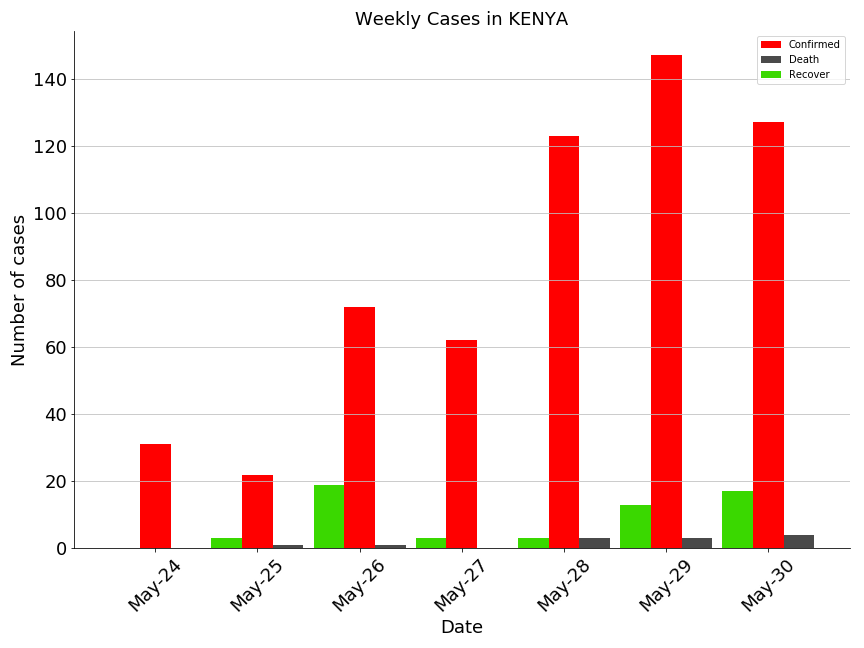 Weekly Cases in KENYA
Confirmed
Death
Recover
Number of cases
140
120
100
80
60
40
20
0
May-24
May-25
May-26
May-27
May-28
May-29
May-30
Date